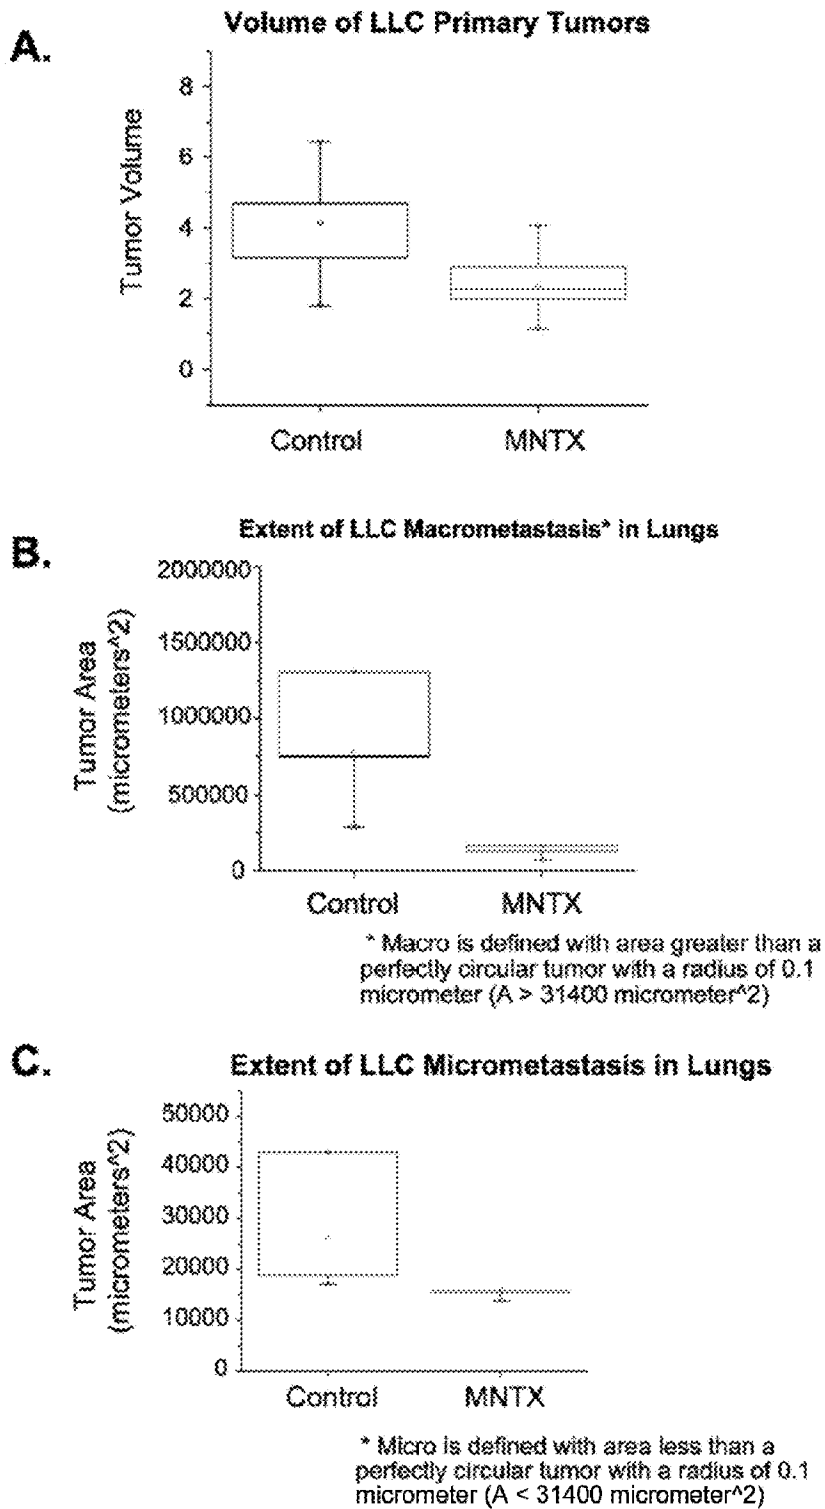 A.
Volume of LLC Primary Tumors
Tumor Volume
8
6
4
2
0
Control MNTX
B.
Extent of LLC Macrometastasis* in Lungs
Tumor Area
(micrometers^2)
2000000
1500000
1000000
500000
0
Control MNTX
* Macro is defined with area greater than a
perfectly circular tumor with a radius of 0.1
micrometer (A > 31400 micrometer^2)
C.
Extent of LLC Micrometastasis in Lungs
Tumor Area
(micrometers^2)
50000
40000
30000
20000
10000
0
Control MNTX
* Micro is defined with area less than a
perfectly circular tumor with a radius of 0.1
micrometer (A < 31400 micrometer^2)